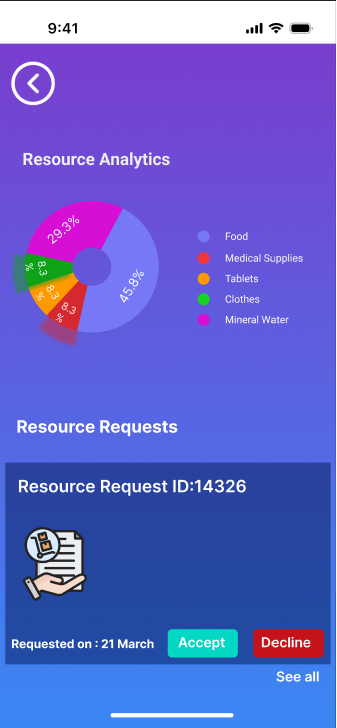 9:41
Resource Analytics
29.3%
45.8%
8.3
%
8.3
%
8.3
%
Food
Medical Supplies
Tablets
Clothes
Mineral Water
Resource Requests
Resource Request ID:14326
Requested on : 21 March
Accept
Decline
See all